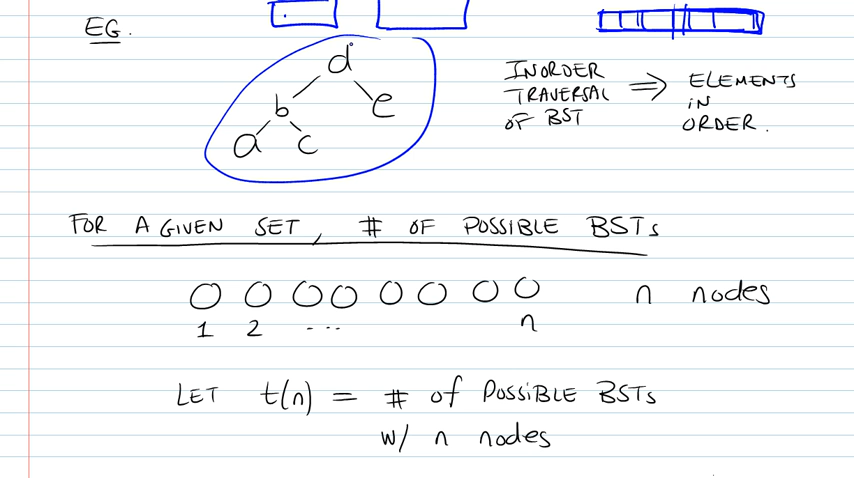 EG.
d
b e
a c
INORDER TRAVERSAL OF BST ⇒ ELEMENTS IN ORDER.
FOR A GIVEN SET, # OF POSSIBLE BSTs
n nodes
1 2 ... n
LET t(n) = # of POSSIBLE BSTs
w/ n nodes